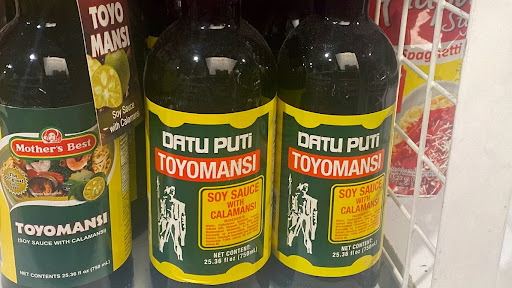 TOYO
MANSI
Soy Sauce
with Calamansi
Mother's Best
TOYOMANSI
(SOY SAUCE WITH CALAMANSI)
NET CONTENTS 25.36 fl oz (750 mL)
DATU PUTI
TOYOMANSI
SOY SAUCE
WITH
CALAMANSI
NET CONTENT:
25.36 fl oz (750mL)
DATU PUTI
TOYOMANSI
SOY SAUCE
WITH
CALAMANSI
NET CONTENT:
25.36 fl oz (750mL)
Spaghetti